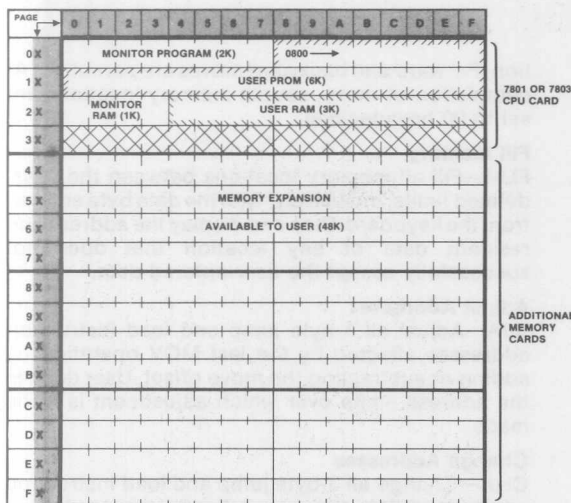 PAGE
0 1 2 3 4 5 6 7 8 9 A B C D E F
0X
MONITOR PROGRAM (2K)
0800
1X
USER PROM (6K)
2X
MONITOR
RAM (1K)
USER RAM (3K)
3X
7801 OR 7803
CPU CARD
4X
5X
MEMORY EXPANSION
6X
AVAILABLE TO USER (48K)
7X
8X
9X
AX
BX
CX
DX
EX
FX
ADDITIONAL
MEMORY
CARDS